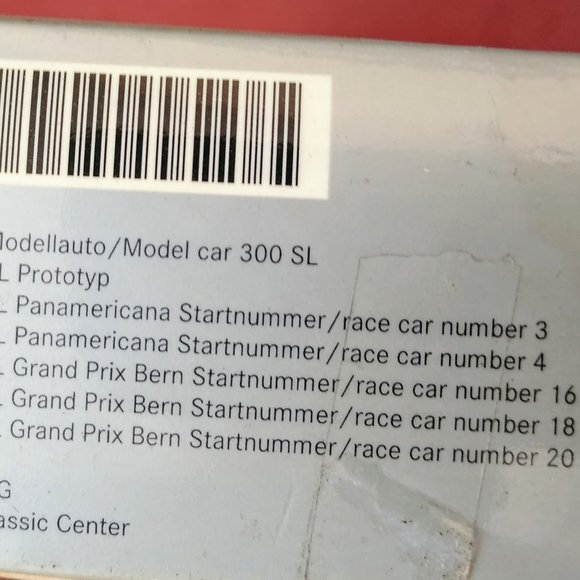 Modellauto/Model car 300 SL
L Prototyp
L Panamericana Startnummer/race car number 3
L Panamericana Startnummer/race car number 4
L Grand Prix Bern Startnummer/race car number 16
L Grand Prix Bern Startnummer/race car number 18
L Grand Prix Bern Startnummer/race car number 20
G
assic Center